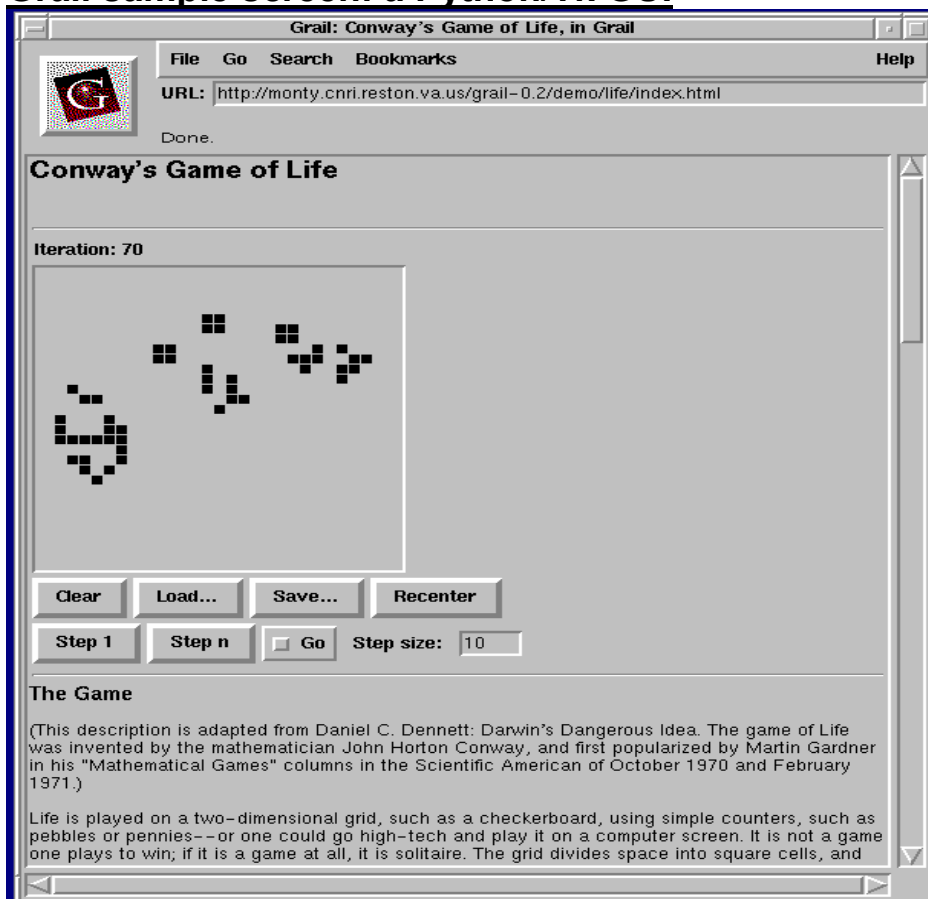 Grail: Conway's Game of Life, in Grail
File Go Search Bookmarks Help
G
URL: http://monty.cnri.reston.va.us/grail-0.2/demo/life/index.html
Done.
Conway's Game of Life
Iteration: 70
Clear Load... Save... Recenter
Step 1 Step n Go Step size: 10
The Game
(This description is adapted from Daniel C. Dennett: Darwin's Dangerous Idea. The game of Life
was invented by the mathematician John Horton Conway, and first popularized by Martin Gardner
in his "Mathematical Games" columns in the Scientific American of October 1970 and February
1971.)
Life is played on a two-dimensional grid, such as a checkerboard, using simple counters, such as
pebbles or pennies--or one could go high-tech and play it on a computer screen. It is not a game
one plays to win; if it is a game at all, it is solitaire. The grid divides space into square cells, and